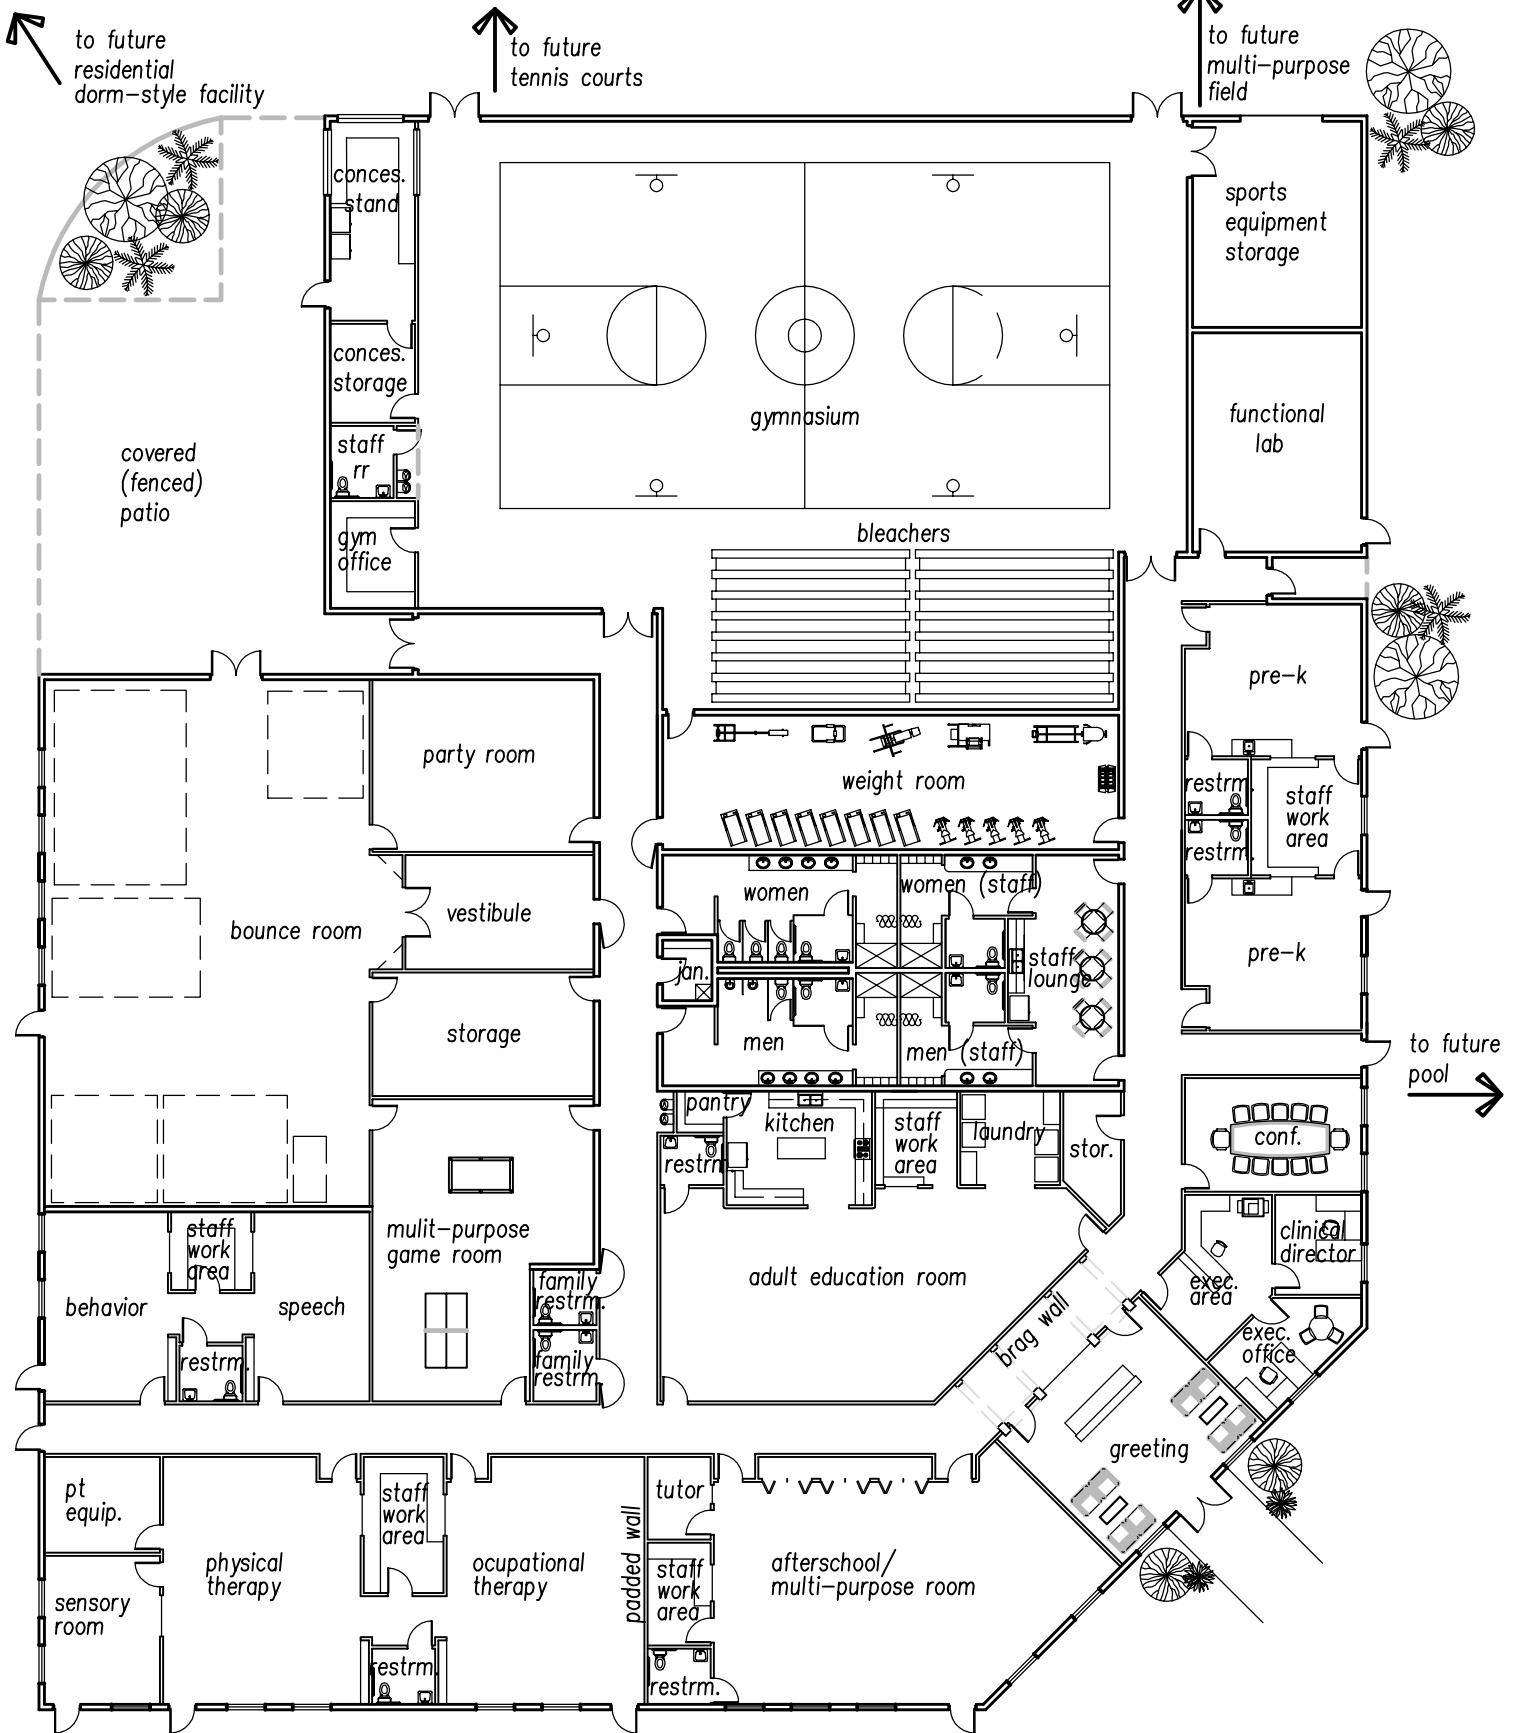 to future
residential
dorm-style facility
to future
tennis courts
to future
multi-purpose
field
conces.
stand
sports
equipment
storage
conces.
storage
gymnasium
functional
lab
covered
(fenced)
patio
staff
rr
gym
office
bleachers
pre-k
party room
weight room
restrm.
staff
work
area
restrm.
women
women (staff)
vestibule
bounce room
jan.
staff
lounge
pre-k
storage
men
men (staff)
to future
pool
pantry
kitchen
staff
work
area
laundry
stor.
conf.
restrm.
mulit-purpose
game room
staff
work
area
clinical
director
exec.
area
adult education room
behavior
speech
family
restrm.
brag wall
exec.
office
restrm.
family
restrm.
greeting
pt
equip.
staff
work
area
tutor
padded wall
physical
therapy
ocupational
therapy
staff
work
area
afterschool/
multi-purpose room
sensory
room
restrm.
restrm.